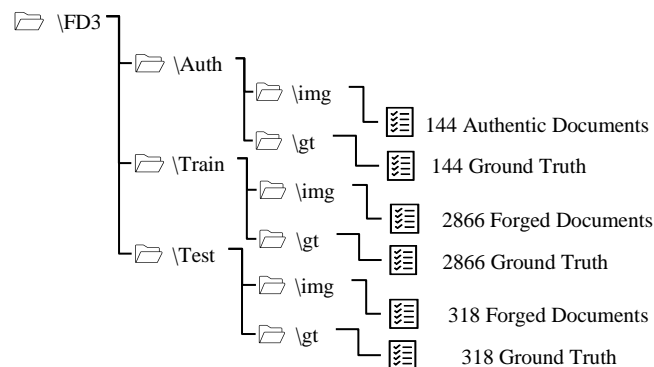 \FD3
\Auth
\img
144 Authentic Documents
\gt
144 Ground Truth
\Train
\img
2866 Forged Documents
\gt
2866 Ground Truth
\Test
\img
318 Forged Documents
\gt
318 Ground Truth